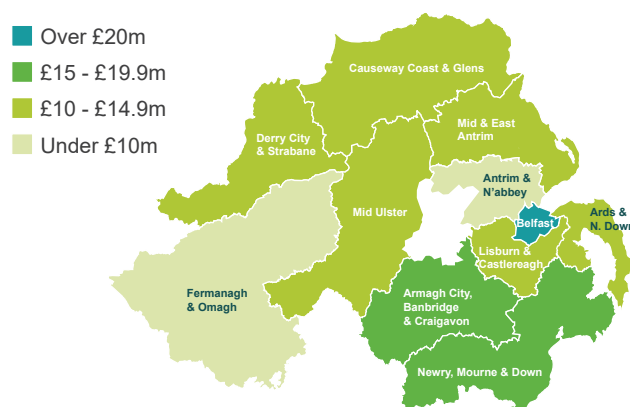 Over £20m
£15 - £19.9m
£10 - £14.9m
Under £10m
Causeway Coast & Glens
Derry City
& Strabane
Mid & East
Antrim
Antrim &
N'abbey
Mid Ulster
Belfast
Ards &
N. Down
Lisburn &
Castlereagh
Fermanagh
& Omagh
Armagh City,
Banbridge
& Craigavon
Newry, Mourne & Down